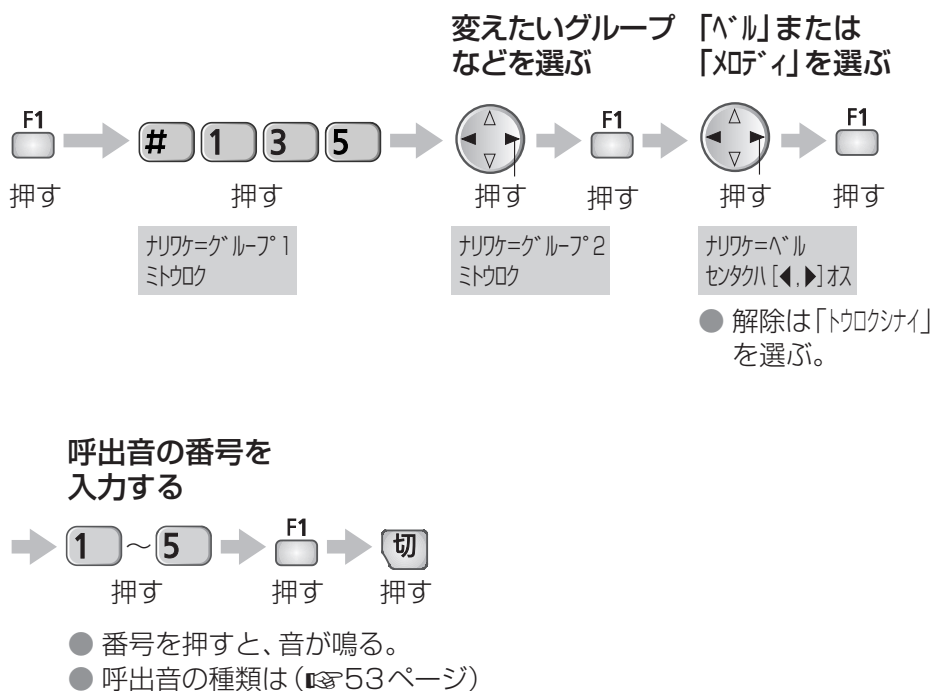 変えたいグループ
などを選ぶ
「ﾍﾞﾙ」または
「ﾒﾛﾃﾞｨ」を選ぶ
F1
# 1 3 5
F1
F1
押す
押す
押す
押す
押す
押す
ﾅﾘﾜｹ=ｸﾞﾙｰﾌﾟ1
ﾐﾄｳﾛｸ
ﾅﾘﾜｹ=ｸﾞﾙｰﾌﾟ2
ﾐﾄｳﾛｸ
ﾅﾘﾜｹ=ﾍﾞﾙ
ｾﾝﾀｸﾊ [◀,▶] ｵｽ
● 解除は「ﾄｳﾛｸｼﾅｲ」
を選ぶ。
呼出音の番号を
入力する
1 ～ 5
F1
切
押す
押す
押す
● 番号を押すと、音が鳴る。
● 呼出音の種類は(☞53ページ)